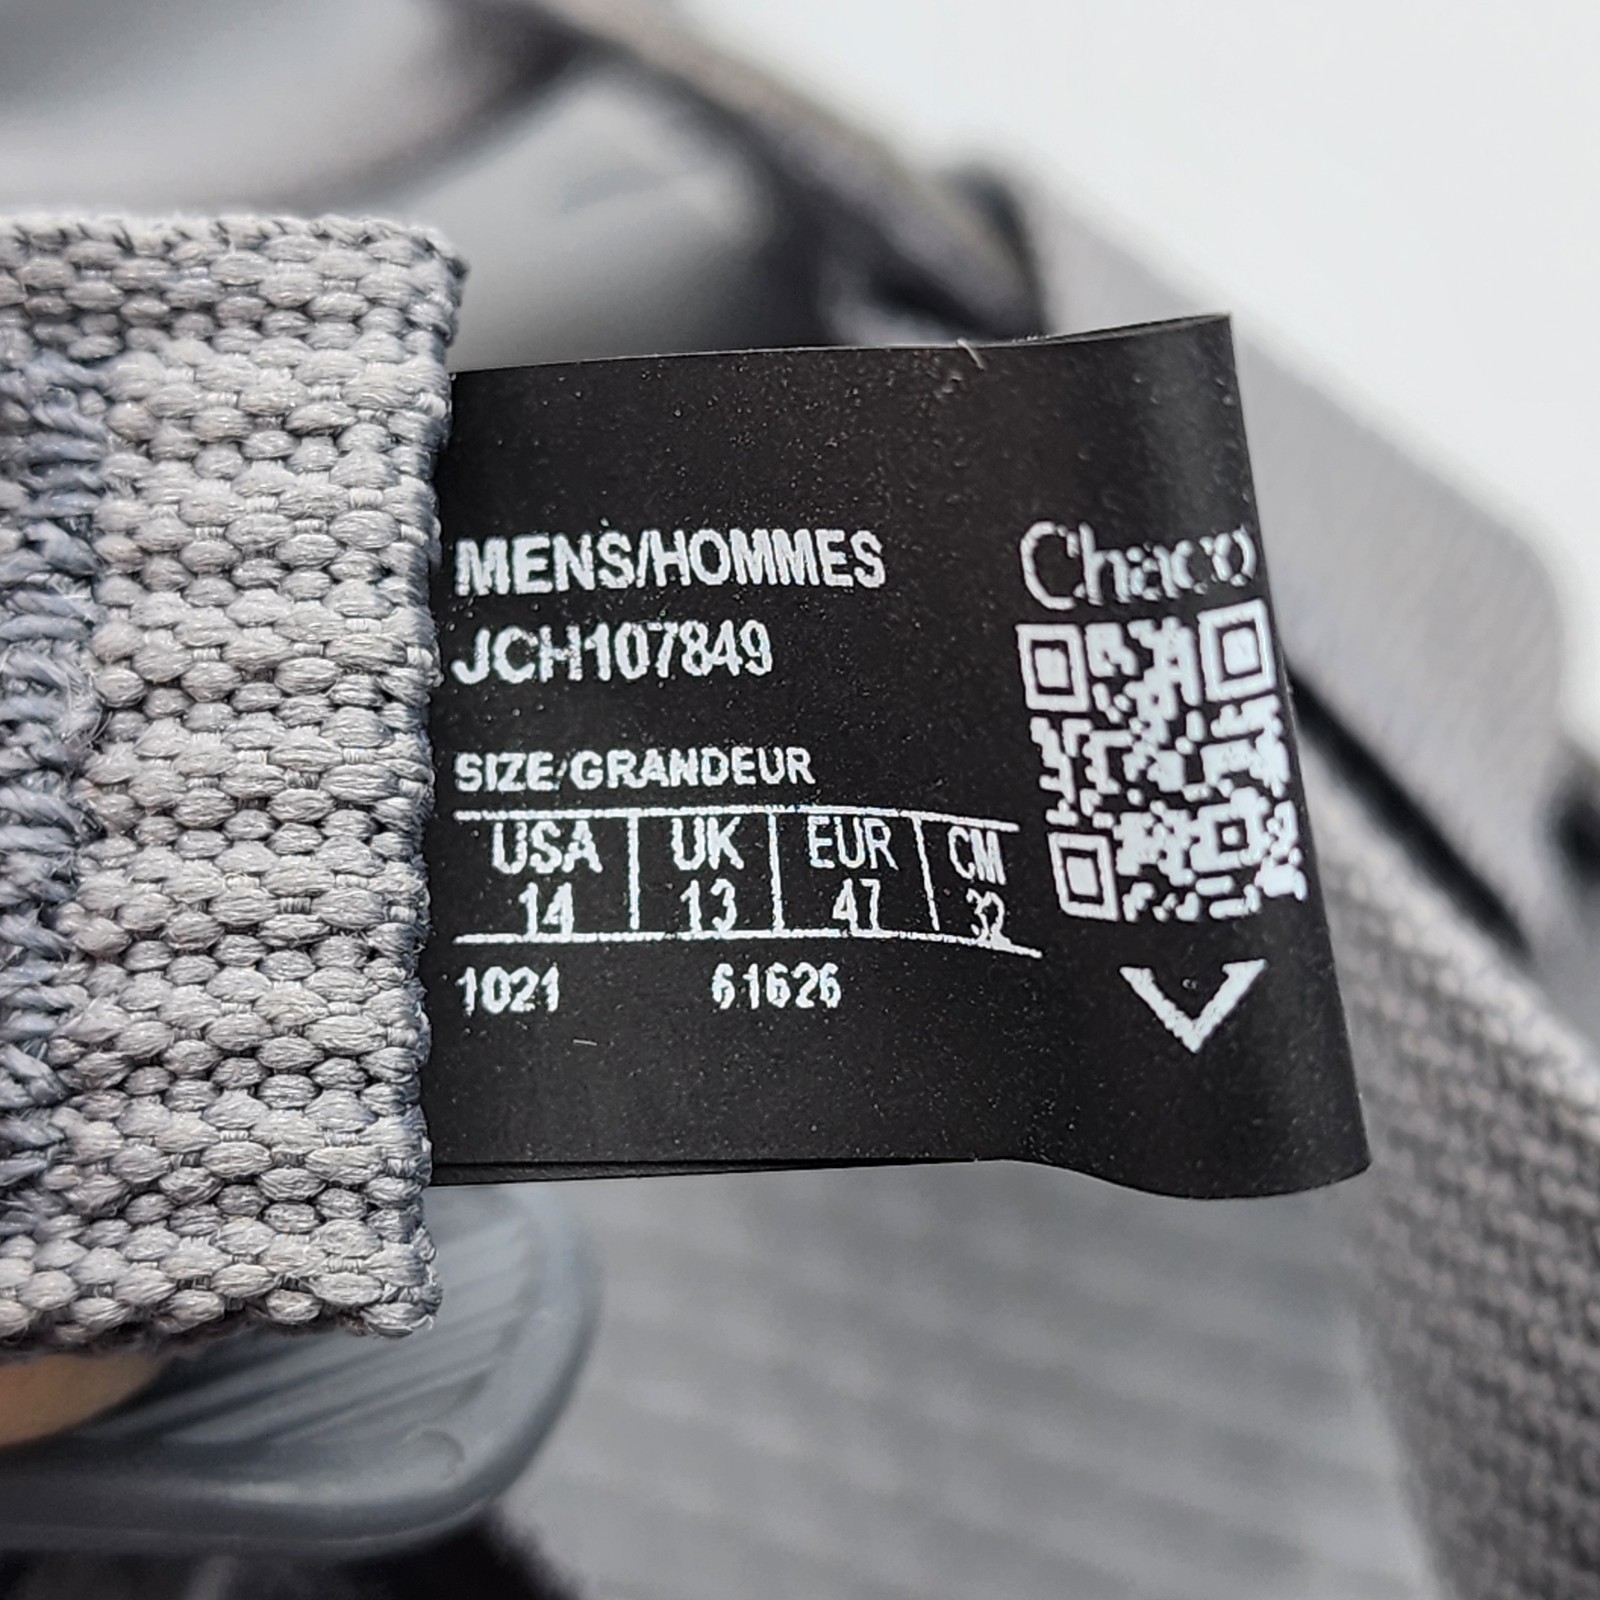 MENS/HOMMES
JCH107849
Chaco
SIZE/GRANDEUR
USA UK EUR CM
14 13 47 32
1021 61626